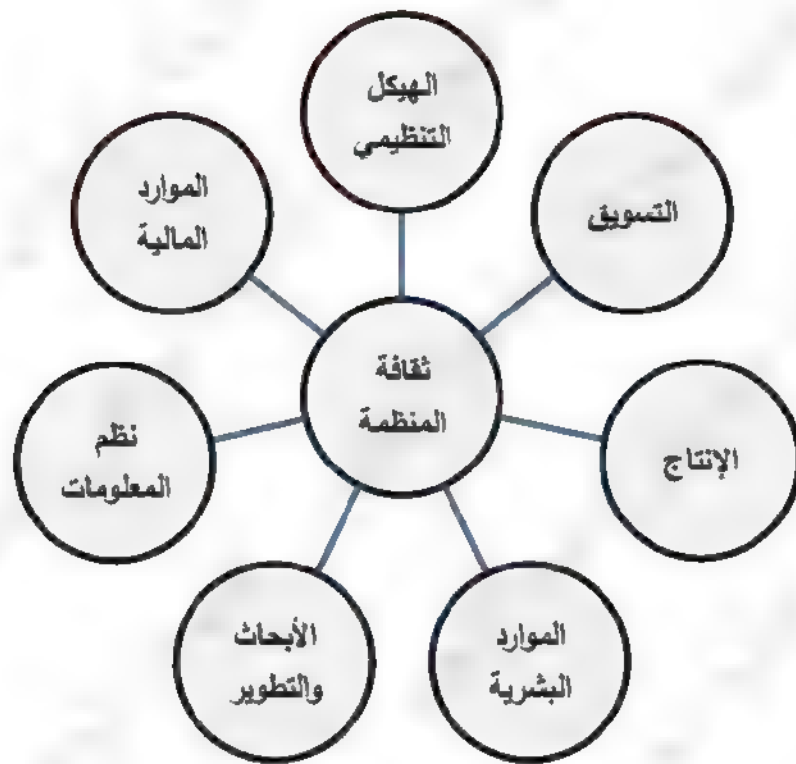 الهيكل
التنظيمي
التسويق
الإنتاج
الموارد
البشرية
الأبحاث
والتطوير
نظم
المعلومات
الموارد
المالية
ثقافة
المنظمة